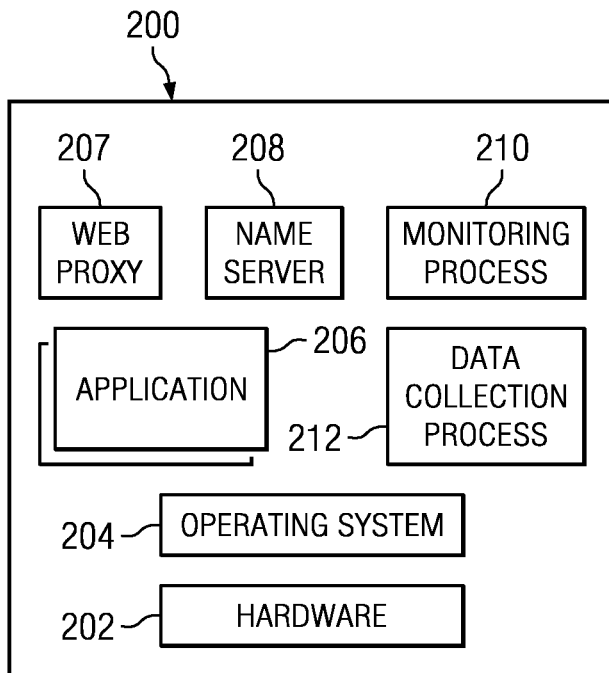 200
207
208
210
WEB
PROXY
NAME
SERVER
MONITORING
PROCESS
APPLICATION
206
DATA
COLLECTION
PROCESS
212
204
OPERATING SYSTEM
202
HARDWARE